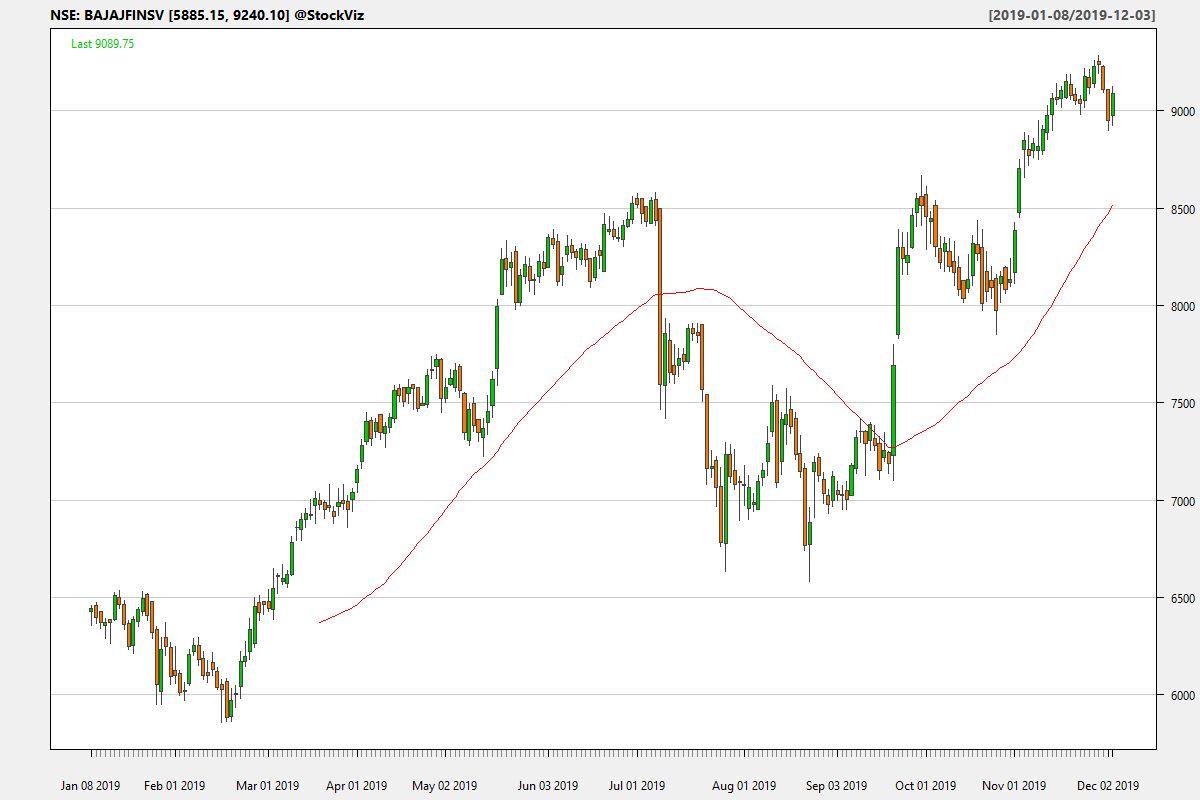 NSE: BAJAJFINSV [5885.15, 9240.10] @StockViz [2019-01-08/2019-12-03]
Last 9089.75
9000
8500
8000
7500
7000
6500
6000
Jan 08 2019 Feb 01 2019 Mar 01 2019 Apr 01 2019 May 02 2019 Jun 03 2019 Jul 01 2019 Aug 01 2019 Sep 03 2019 Oct 01 2019 Nov 01 2019 Dec 02 2019